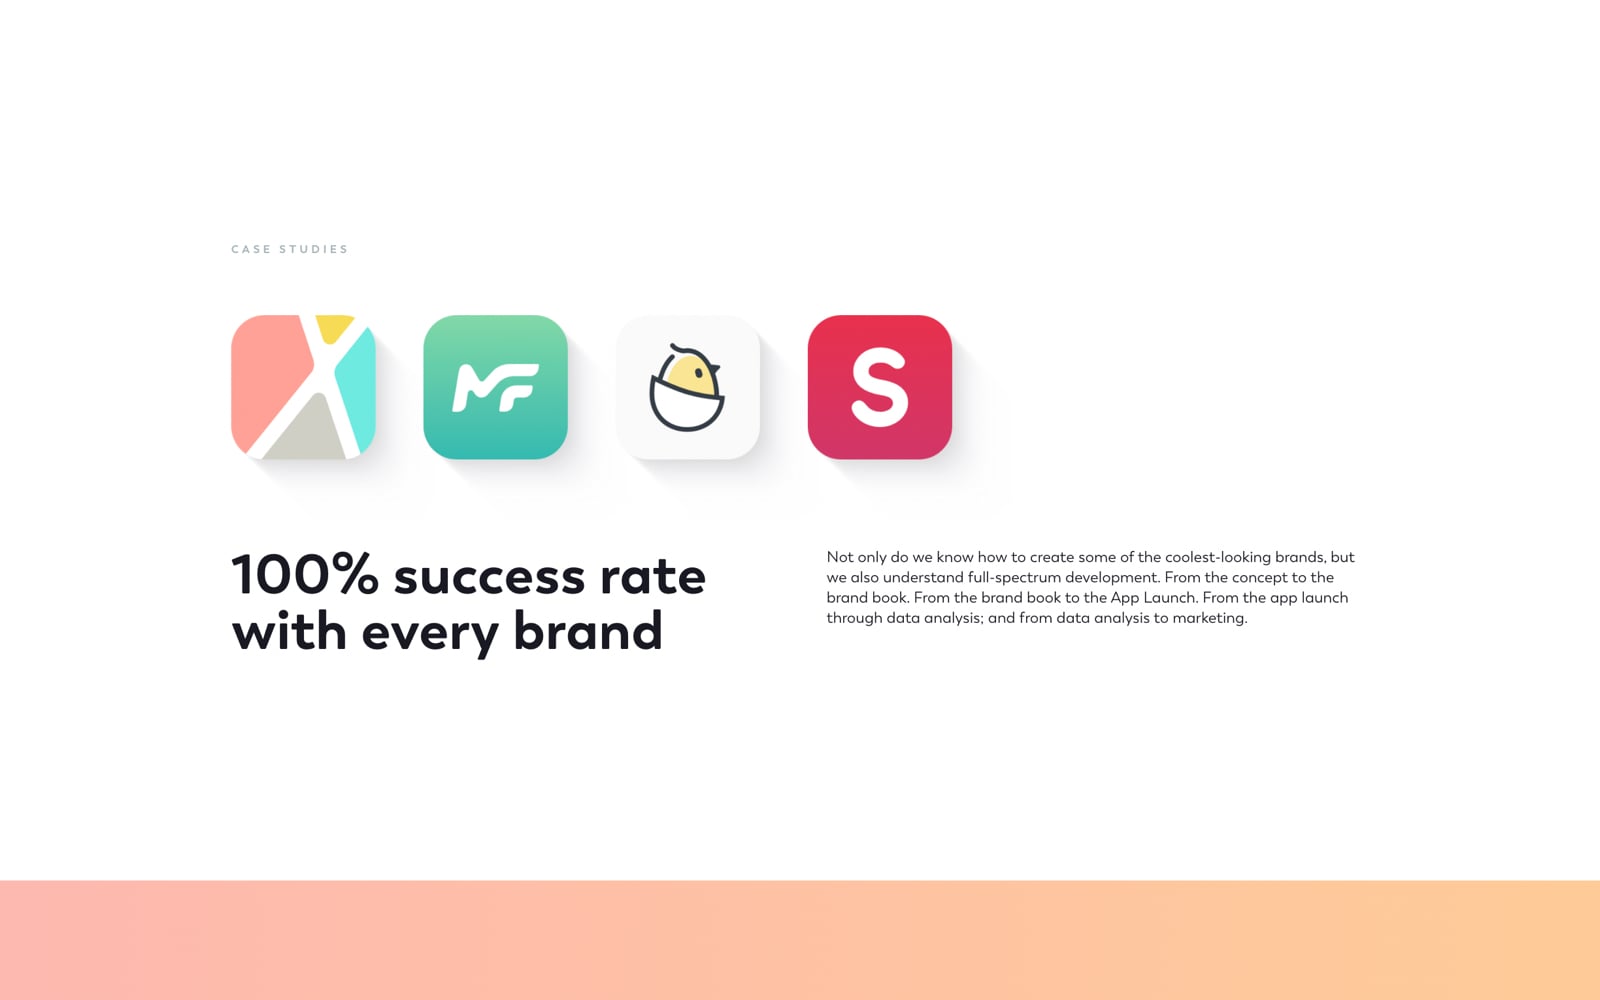 CASE STUDIES
MF
S
100% success rate
with every brand
Not only do we know how to create some of the coolest-looking brands, but
we also understand full-spectrum development. From the concept to the
brand book. From the brand book to the App Launch. From the app launch
through data analysis; and from data analysis to marketing.